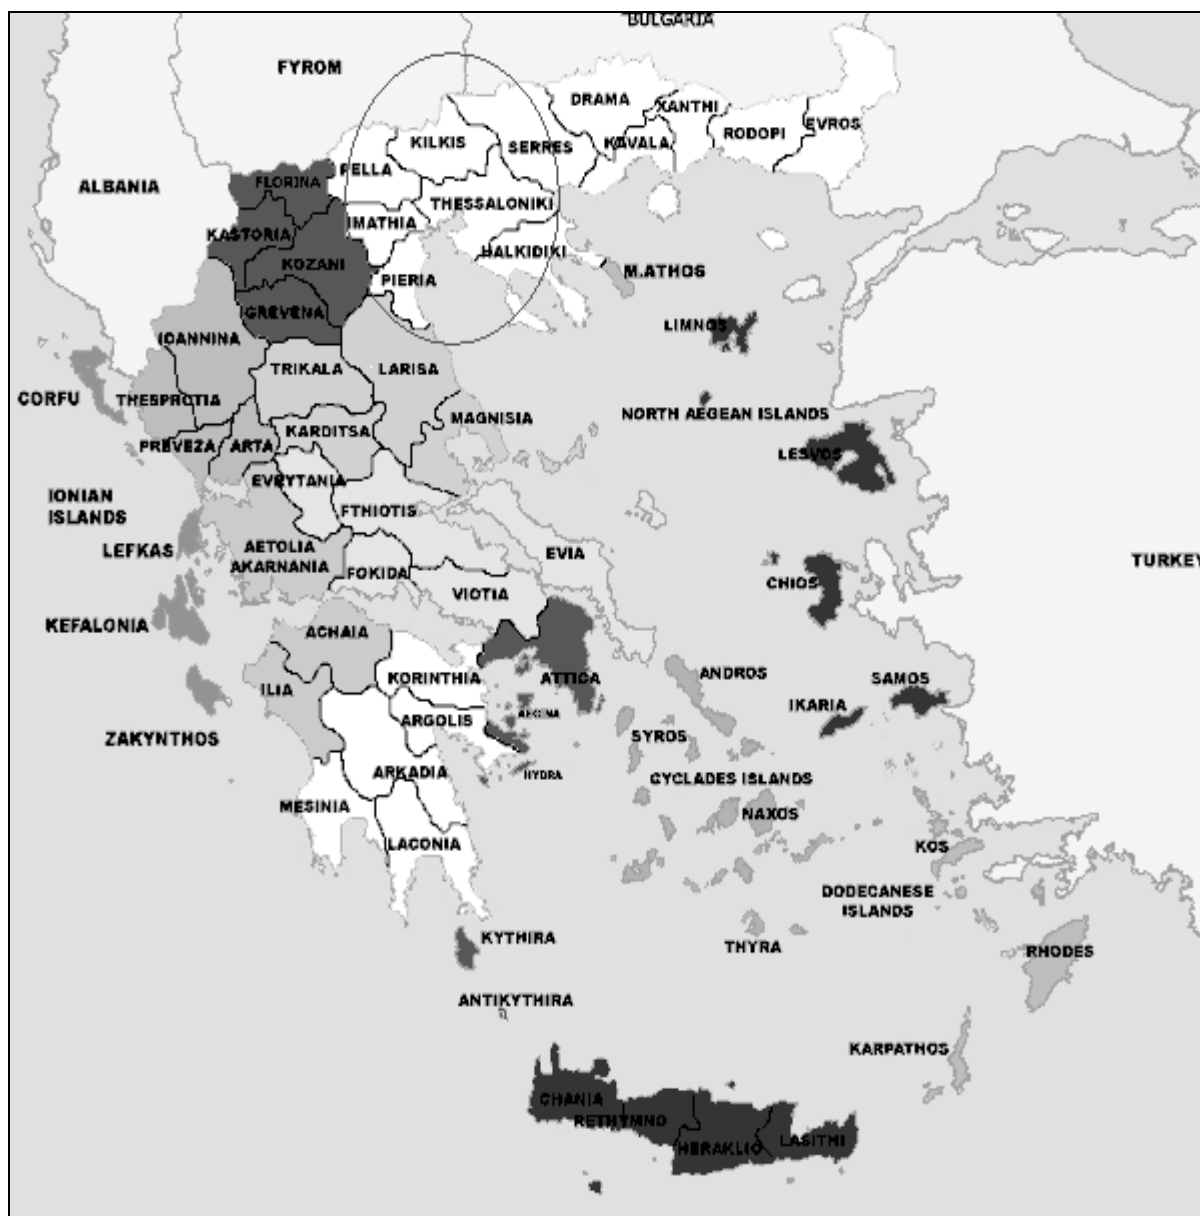 BULGARIA
FYROM
DRAMA
XANTHI
EVROS
RODOPI
KAVALA
KILKIS
SERRES
PELLA
ALBANIA
FLORINA
THESSALONIKI
IMATHIA
KASTORIA
HALKIDIKI
KOZANI
M.ATHOS
PIERIA
GREVENA
LIMNOS
IOANNINA
TRIKALA
LARISA
CORFU
THESPROTIA
NORTH AEGEAN ISLANDS
MAGNISIA
KARDITSA
PREVEZA
ARTA
LESVOS
EVRYTANIA
IONIAN
ISLANDS
FTHIOTIS
LEFKAS
AETOLIA
AKARNANIA
EVIA
TURKEY
FOKIDA
CHIOS
VIOTIA
KEFALONIA
ACHAIA
ANDROS
KORINTHIA
ATTICA
SAMOS
ILIA
IKARIA
AEGINA
ARGOLIS
ZAKYNTHOS
SYROS
ARKADIA
HYDRA
CYCLADES ISLANDS
MESINIA
NAXOS
LACONIA
KOS
DODECANESE
ISLANDS
KYTHIRA
THYRA
RHODES
ANTIKYTHIRA
KARPATHOS
CHANIA
RETHYMNO
HERAKLIO
LASITHI